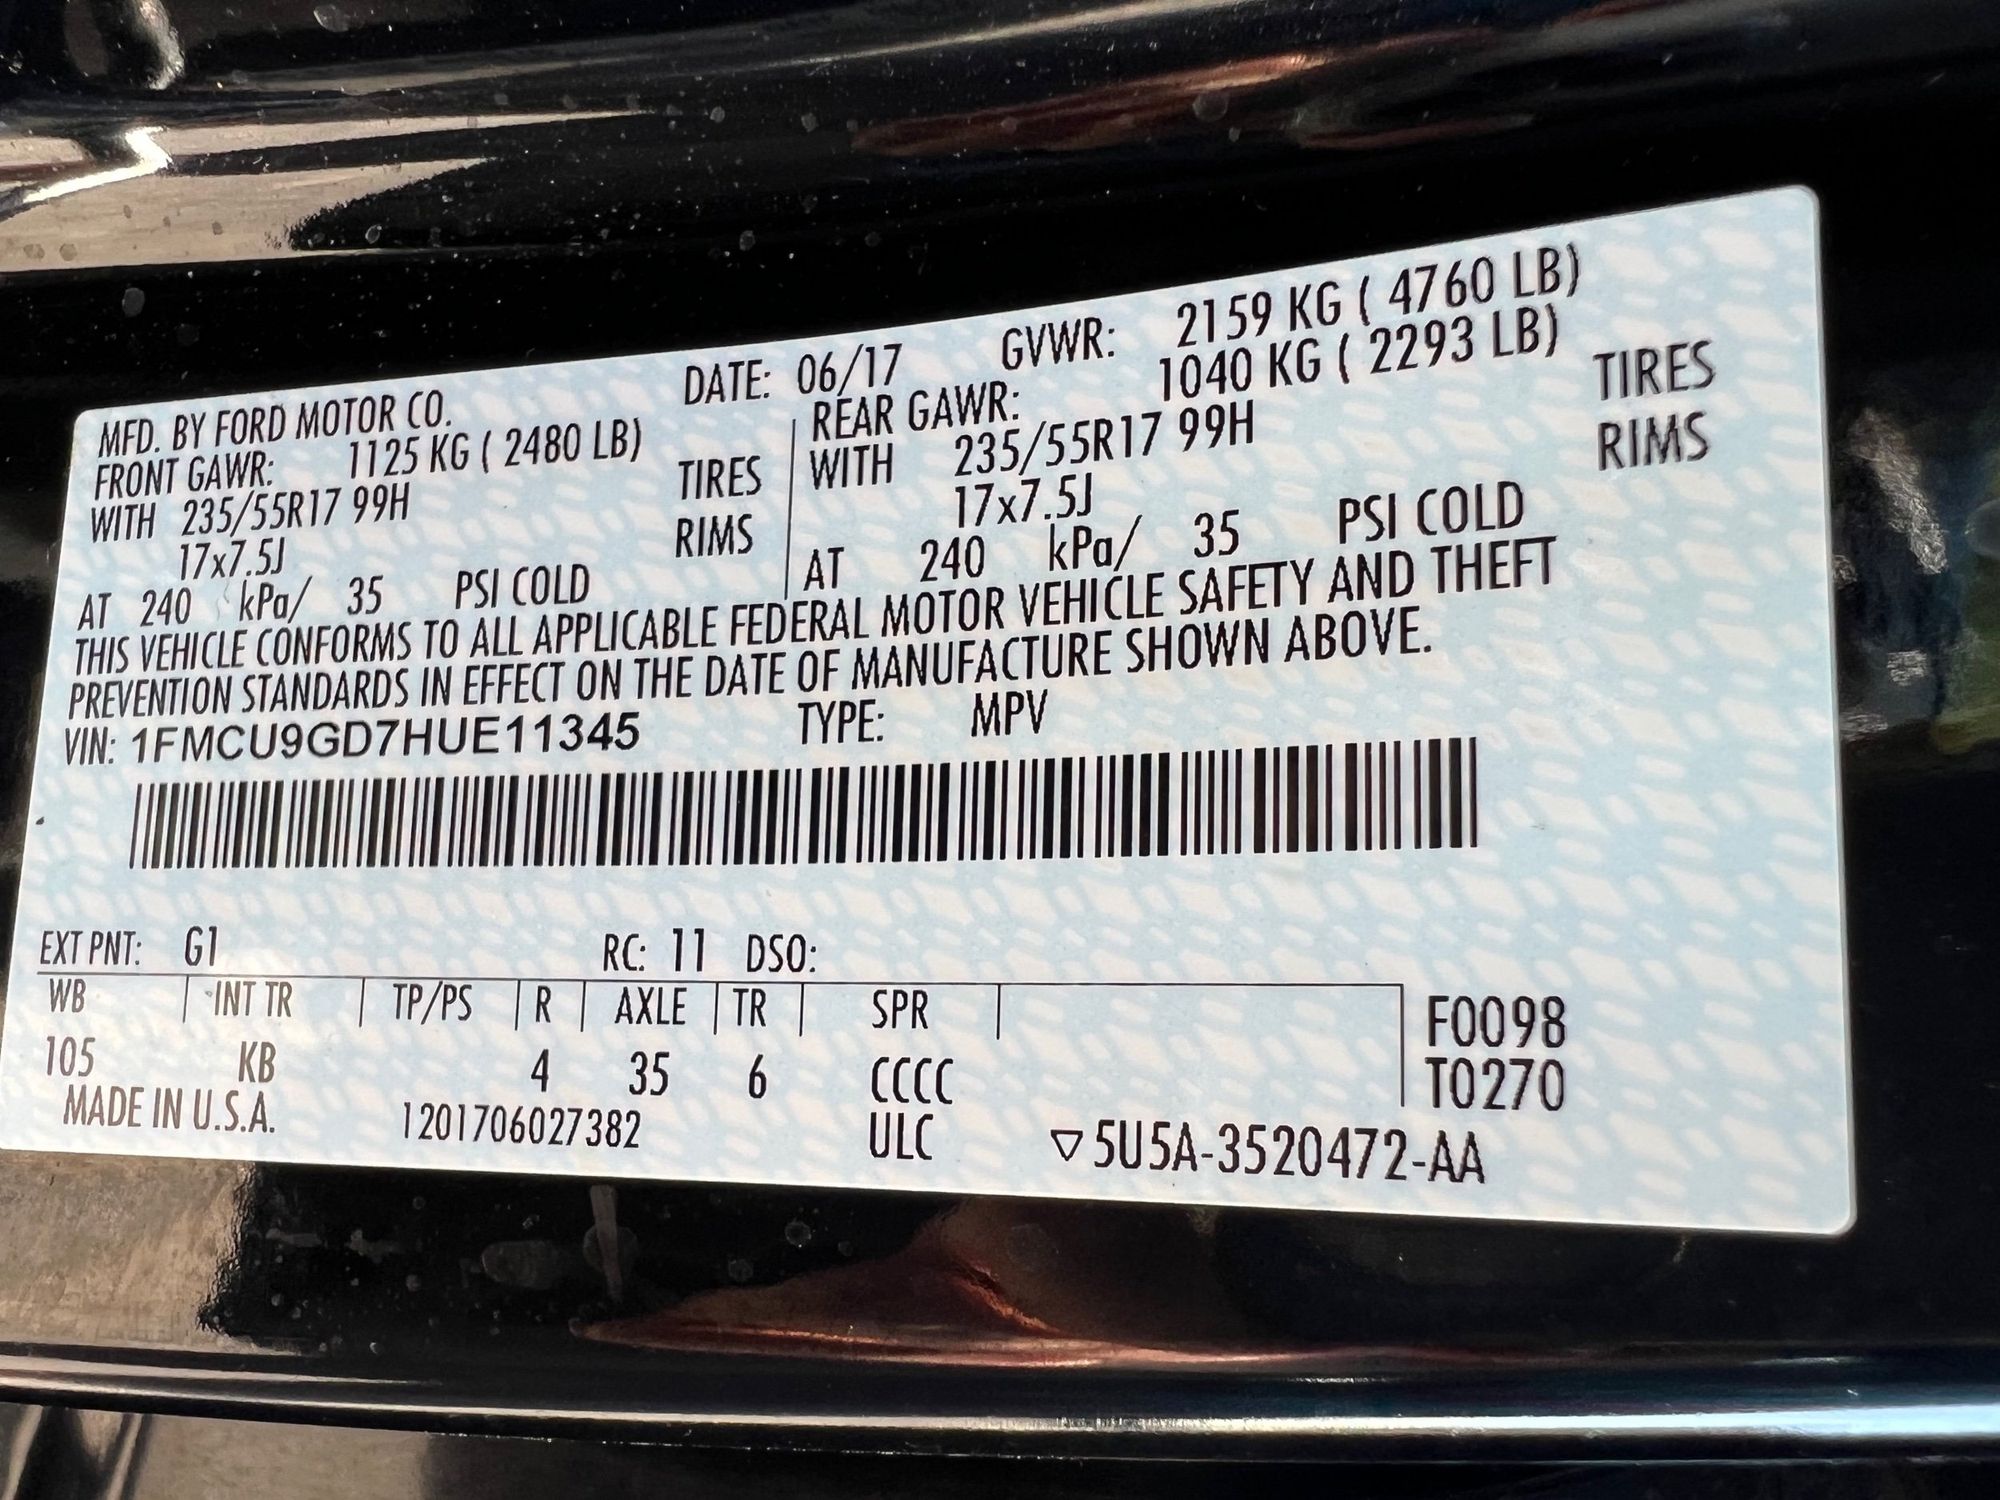 MFD. BY FORD MOTOR CO. DATE: 06/17 GVWR: 2159 KG ( 4760 LB)
FRONT GAWR: 1125 KG ( 2480 LB) REAR GAWR: 1040 KG ( 2293 LB)
WITH 235/55R17 99H TIRES WITH 235/55R17 99H TIRES
17x7.5J RIMS 17x7.5J RIMS
AT 240 kPa/ 35 PSI COLD AT 240 kPa/ 35 PSI COLD
THIS VEHICLE CONFORMS TO ALL APPLICABLE FEDERAL MOTOR VEHICLE SAFETY AND THEFT
PREVENTION STANDARDS IN EFFECT ON THE DATE OF MANUFACTURE SHOWN ABOVE.
VIN: 1FMCU9GD7HUE11345 TYPE: MPV
EXT PNT: G1 RC: 11 DSO:
WB INT TR TP/PS R AXLE TR SPR F0098
105 KB 4 35 6 CCCC T0270
MADE IN U.S.A. 1201706027382 ULC ▽5U5A-3520472-AA